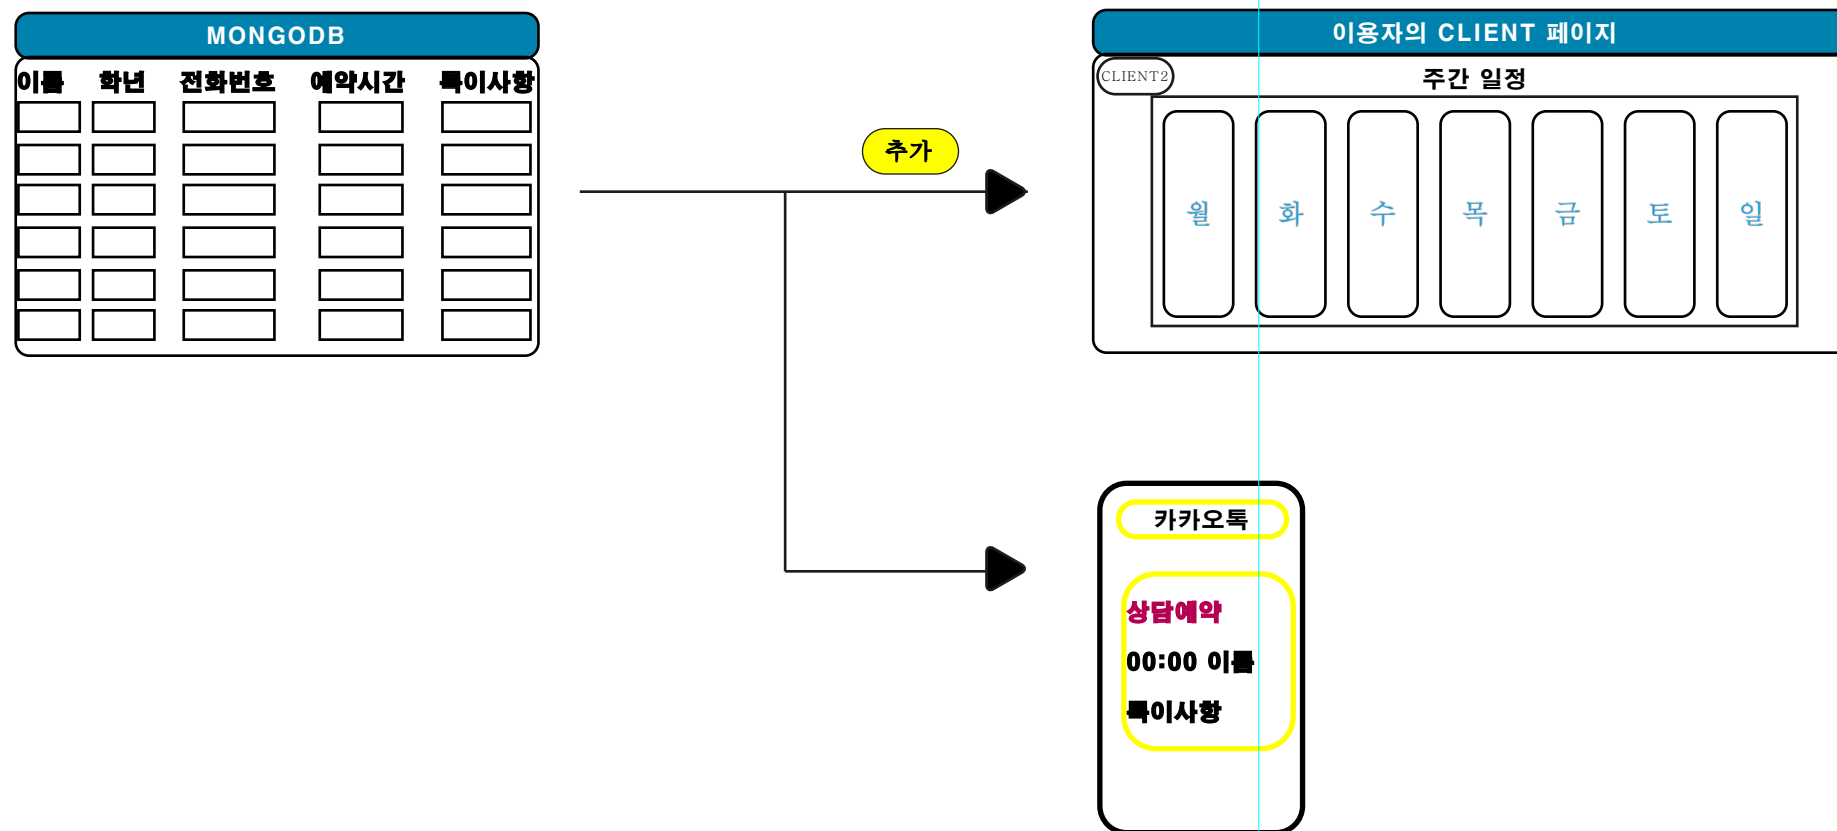 MONGODB
이름 학년 전화번호 예약시간 특이사항
추가
이용자의 CLIENT 페이지
CLIENT2
주간 일정
월 화 수 목 금 토 일
카카오톡
상담예약
00:00 이름
특이사항